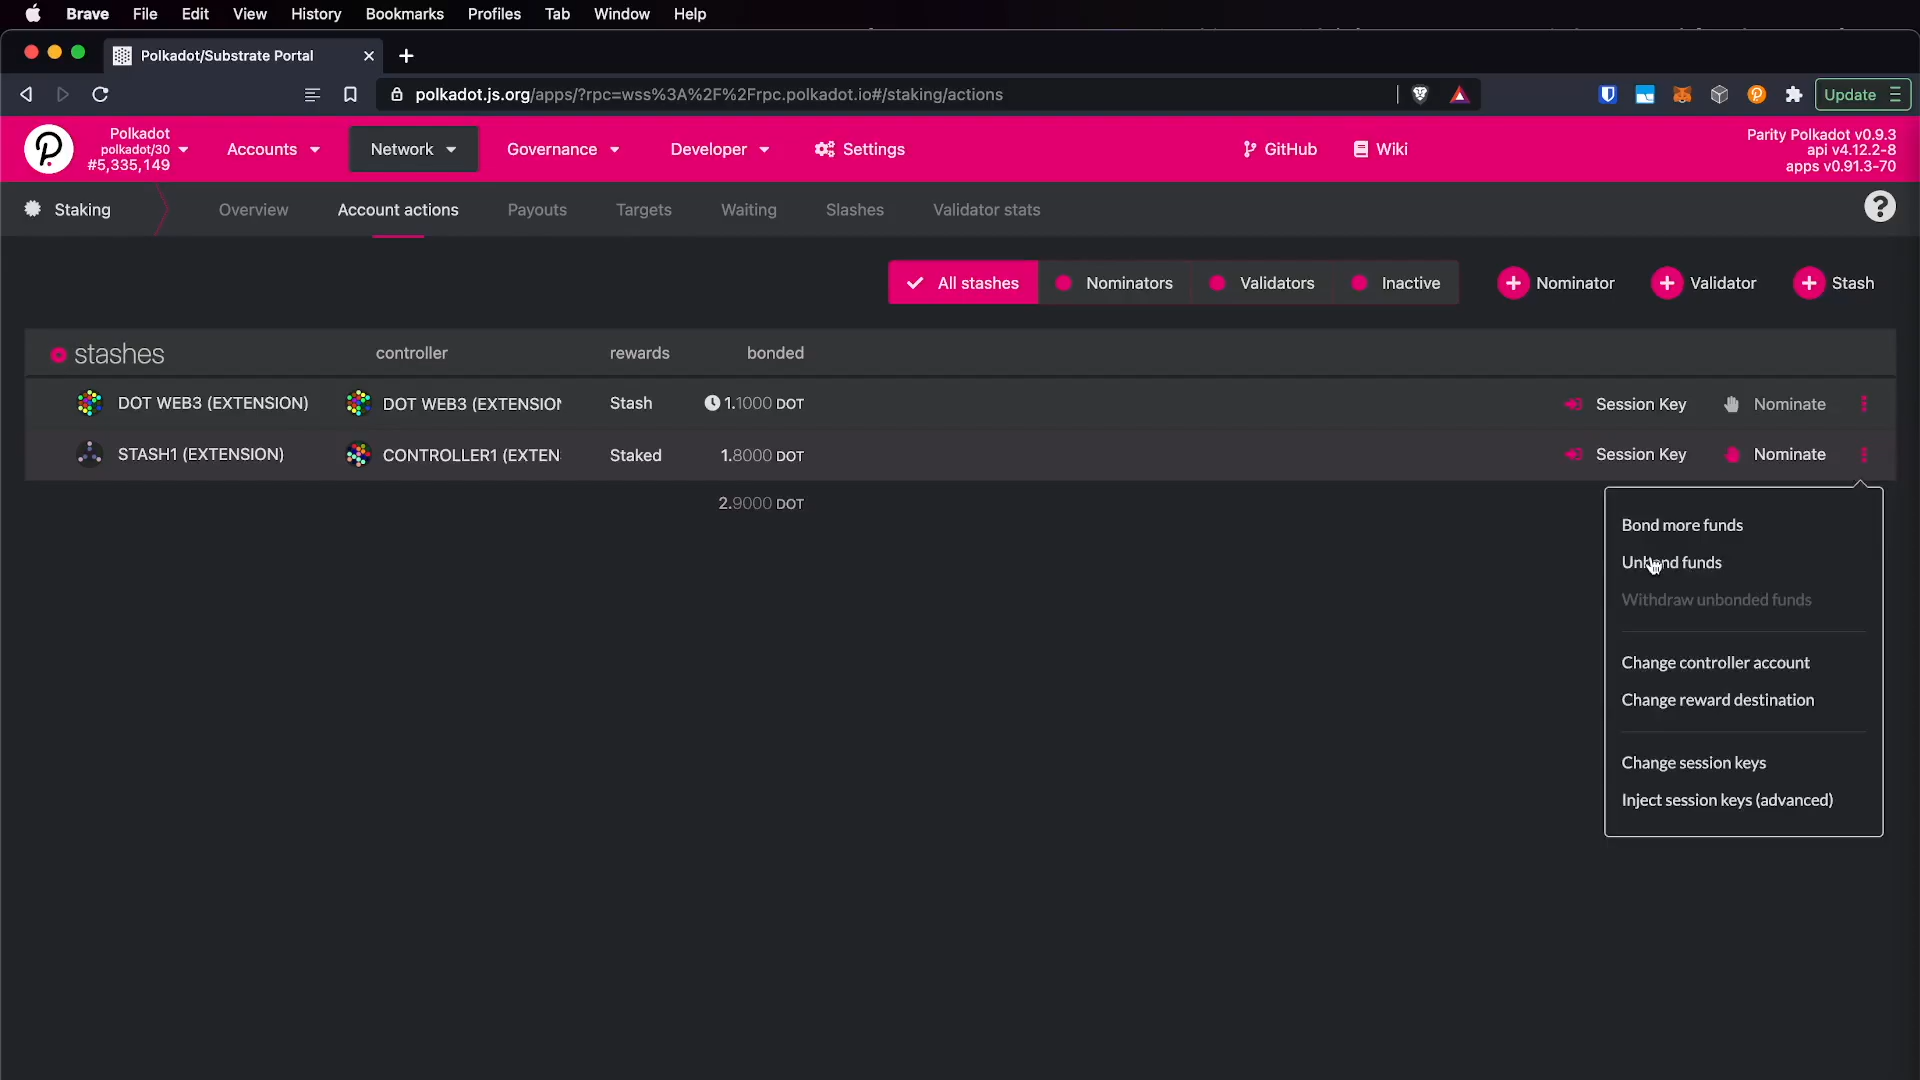 Brave File Edit View History Bookmarks Profiles Tab Window Help
Polkadot/Substrate Portal
polkadot.js.org/apps/?rpc=wss%3A%2F%2Frpc.polkadot.io#/staking/actions
Update
Polkadot
polkadot/30
#5,335,149
Accounts
Network
Governance
Developer
Settings
GitHub
Wiki
Parity Polkadot v0.9.3
api v4.12.2-8
apps v0.91.3-70
Staking
Overview
Account actions
Payouts
Targets
Waiting
Slashes
Validator stats
?
All stashes
Nominators
Validators
Inactive
Nominator
Validator
Stash
stashes controller rewards bonded
DOT WEB3 (EXTENSION) DOT WEB3 (EXTENSION Stash 1.1000 DOT Session Key Nominate
STASH1 (EXTENSION) CONTROLLER1 (EXTEN Staked 1.8000 DOT Session Key Nominate
2.9000 DOT
Bond more funds
Unbond funds
Withdraw unbonded funds
Change controller account
Change reward destination
Change session keys
Inject session keys (advanced)